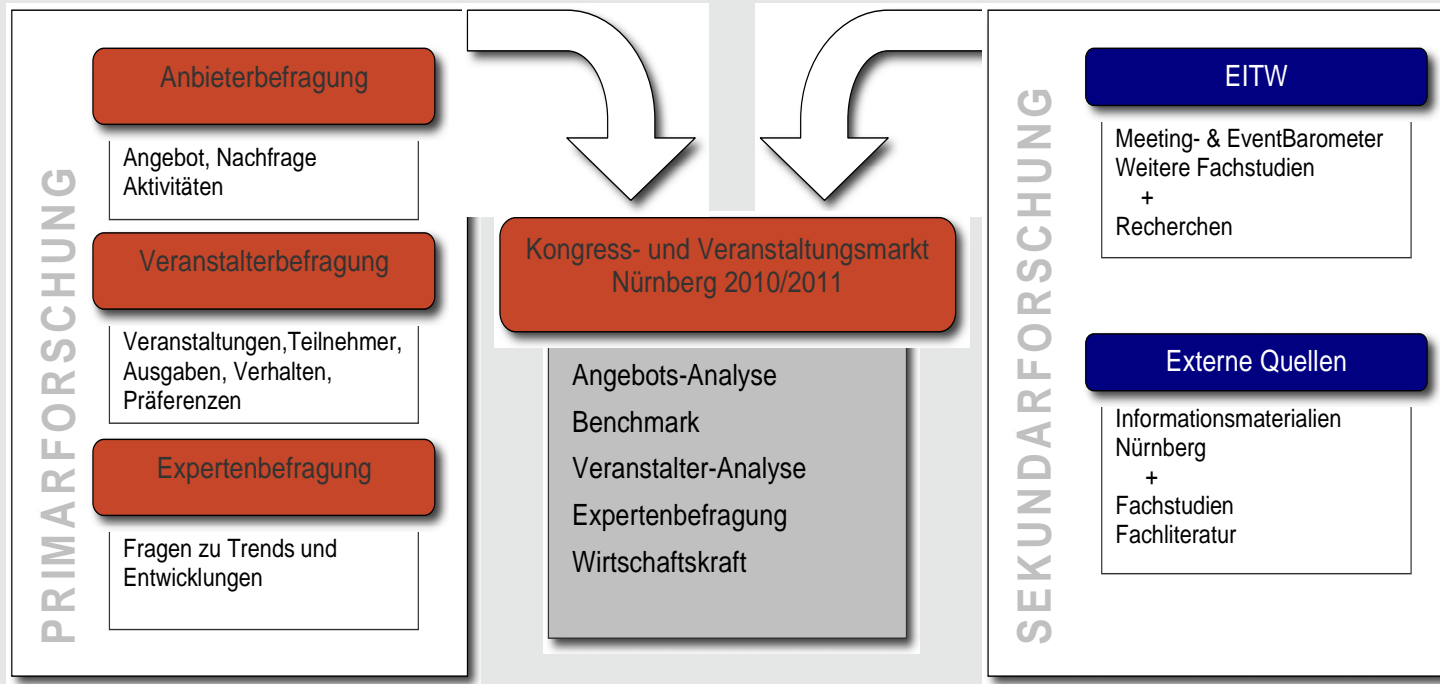 PRIMARFORSCHUNG
Anbieterbefragung
Angebot, Nachfrage
Aktivitäten
Veranstalterbefragung
Veranstaltungen,Teilnehmer,
Ausgaben, Verhalten,
Präferenzen
Expertenbefragung
Fragen zu Trends und
Entwicklungen
Kongress- und Veranstaltungsmarkt
Nürnberg 2010/2011
Angebots-Analyse
Benchmark
Veranstalter-Analyse
Expertenbefragung
Wirtschaftskraft
SEKUNDARFORSCHUNG
EITW
Meeting- & EventBarometer
Weitere Fachstudien
+
Recherchen
Externe Quellen
Informationsmaterialien
Nürnberg
+
Fachstudien
Fachliteratur